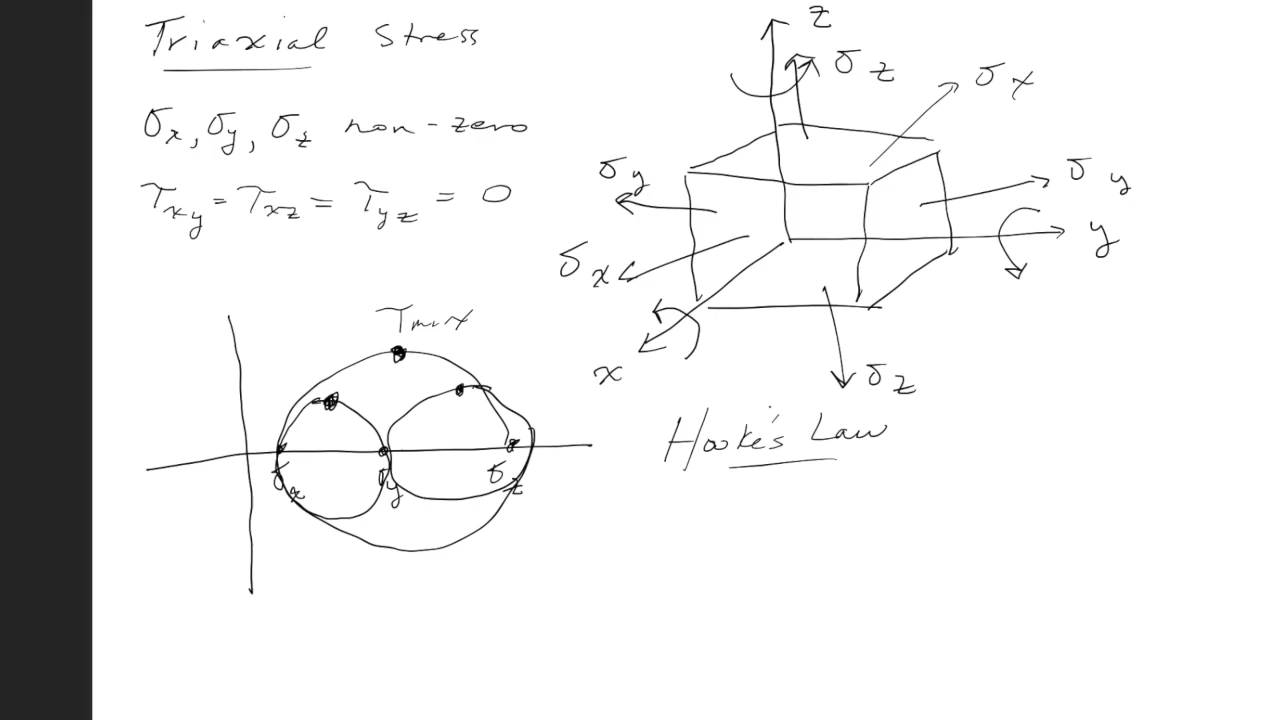 Triaxial Stress
σx, σy, σz non-zero
τxy = τxz = τyz = 0
z
σz
σx
σy
σy
y
σx
x
σz
τmax
σx
σy
σz
Hooke's Law